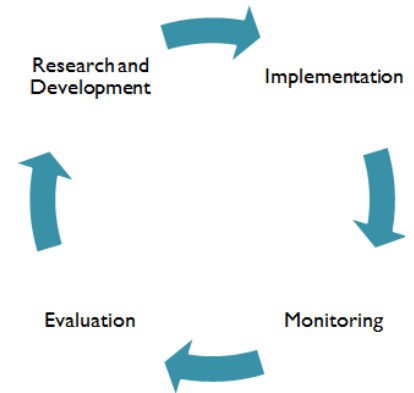 Research and
Development
Implementation
Monitoring
Evaluation